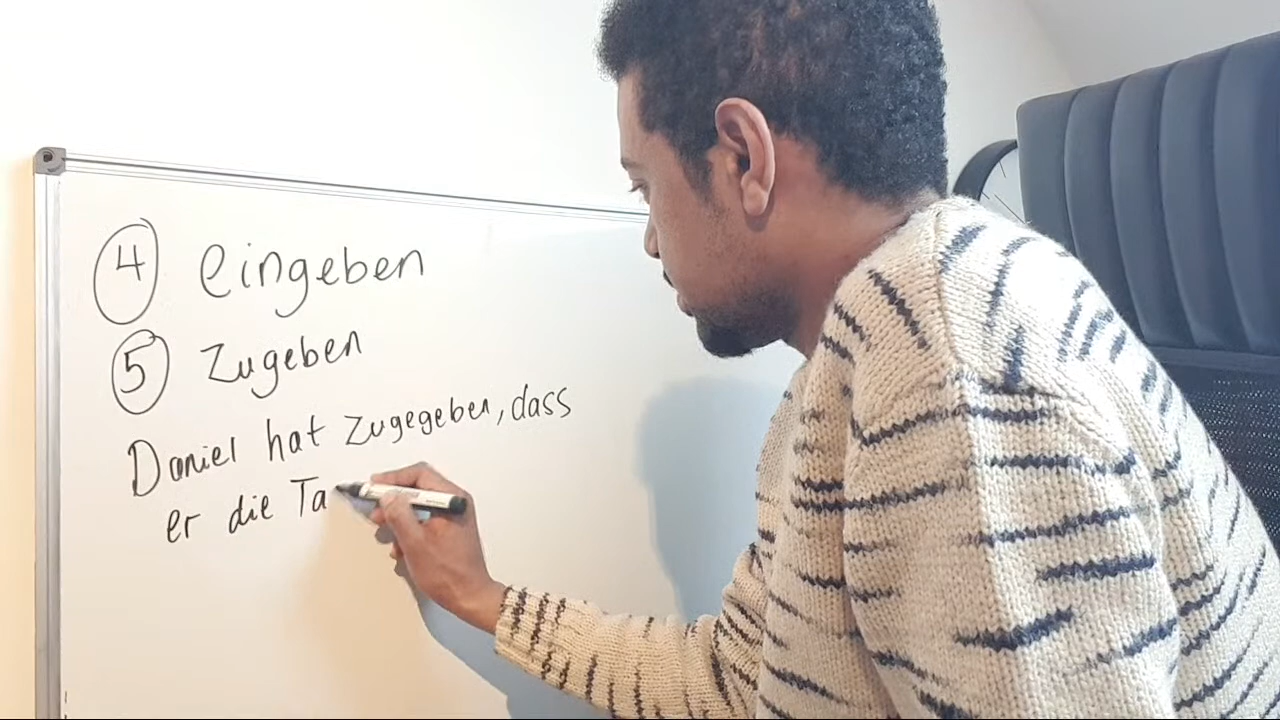 ④ eingeben
⑤ Zugeben
Daniel hat zugegeben, dass
er die Ta